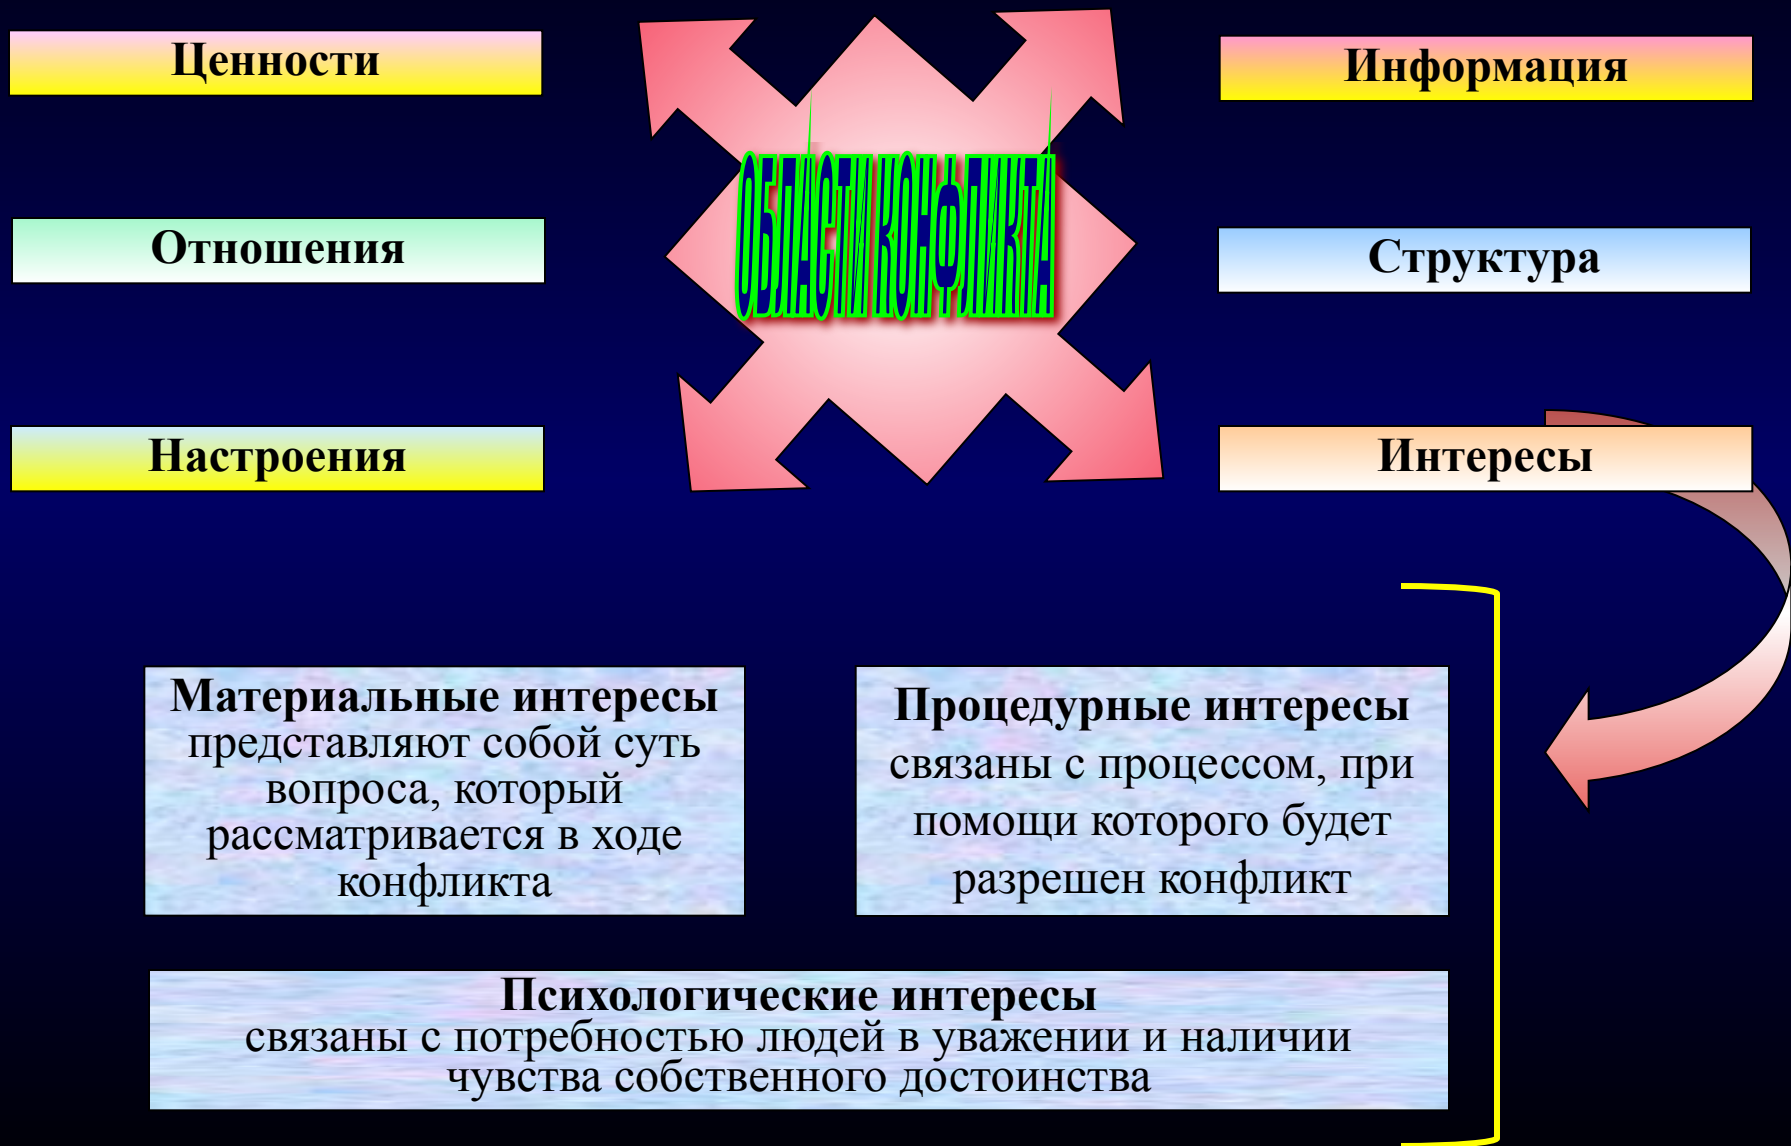 Ценности
Информация
ОБЛАСТИ КОНФЛИКТА
Отношения
Структура
Настроения
Интересы
Материальные интересы
представляют собой суть
вопроса, который
рассматривается в ходе
конфликта
Процедурные интересы
связаны с процессом, при
помощи которого будет
разрешен конфликт
Психологические интересы
связаны с потребностью людей в уважении и наличии
чувства собственного достоинства